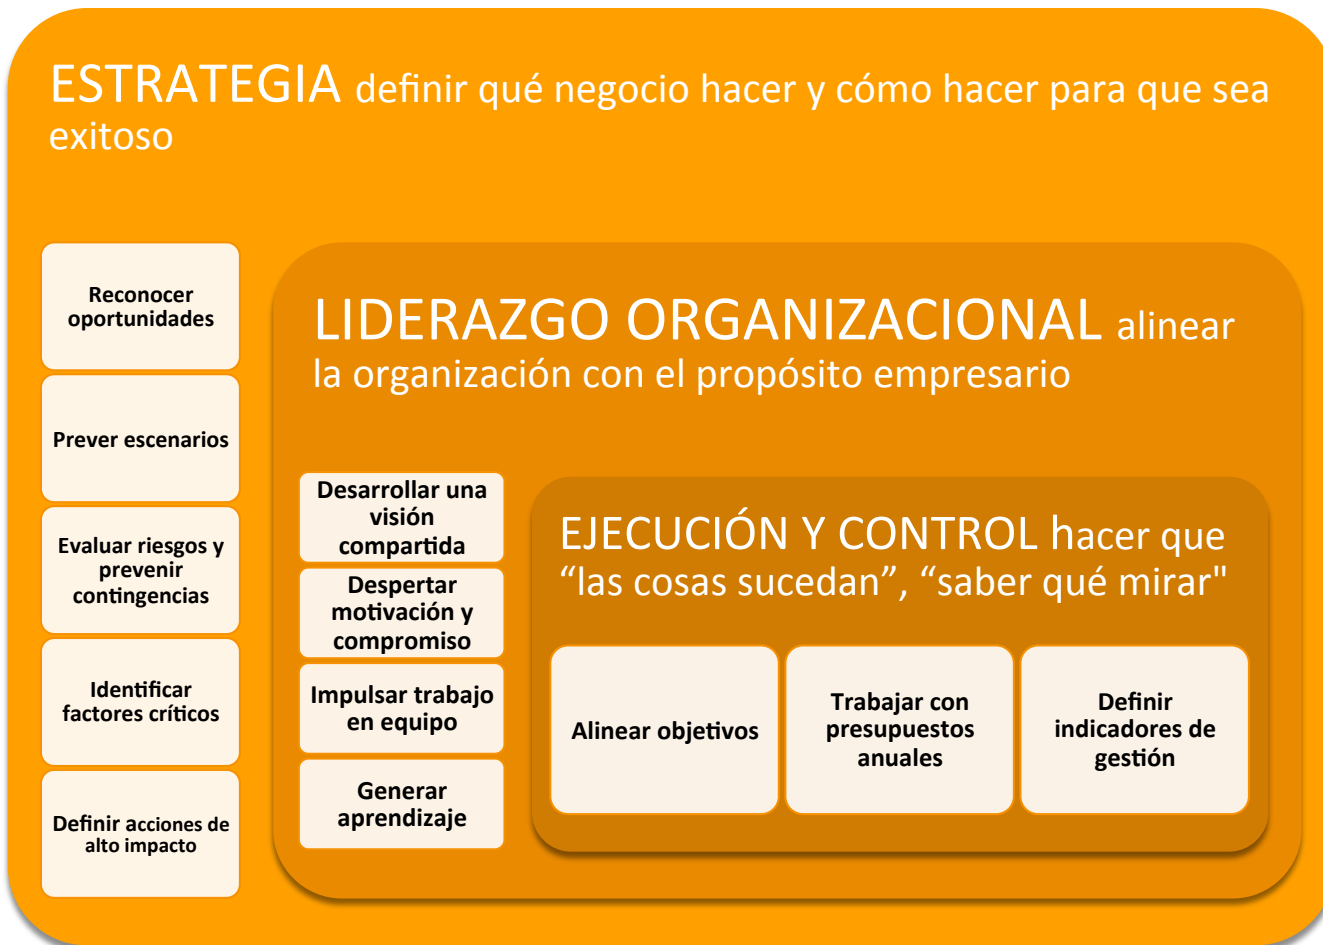 ESTRATEGIA definir qué negocio hacer y cómo hacer para que sea
exitoso
Reconocer
oportunidades
Prever escenarios
Evaluar riesgos y
prevenir
contingencias
Identificar
factores críticos
Definir acciones de
alto impacto
LIDERAZGO ORGANIZACIONAL alinear
la organización con el propósito empresario
Desarrollar una
visión
compartida
Despertar
motivación y
compromiso
Impulsar trabajo
en equipo
Generar
aprendizaje
EJECUCIÓN Y CONTROL hacer que
“las cosas sucedan”, “saber qué mirar"
Alinear objetivos
Trabajar con
presupuestos
anuales
Definir
indicadores de
gestión